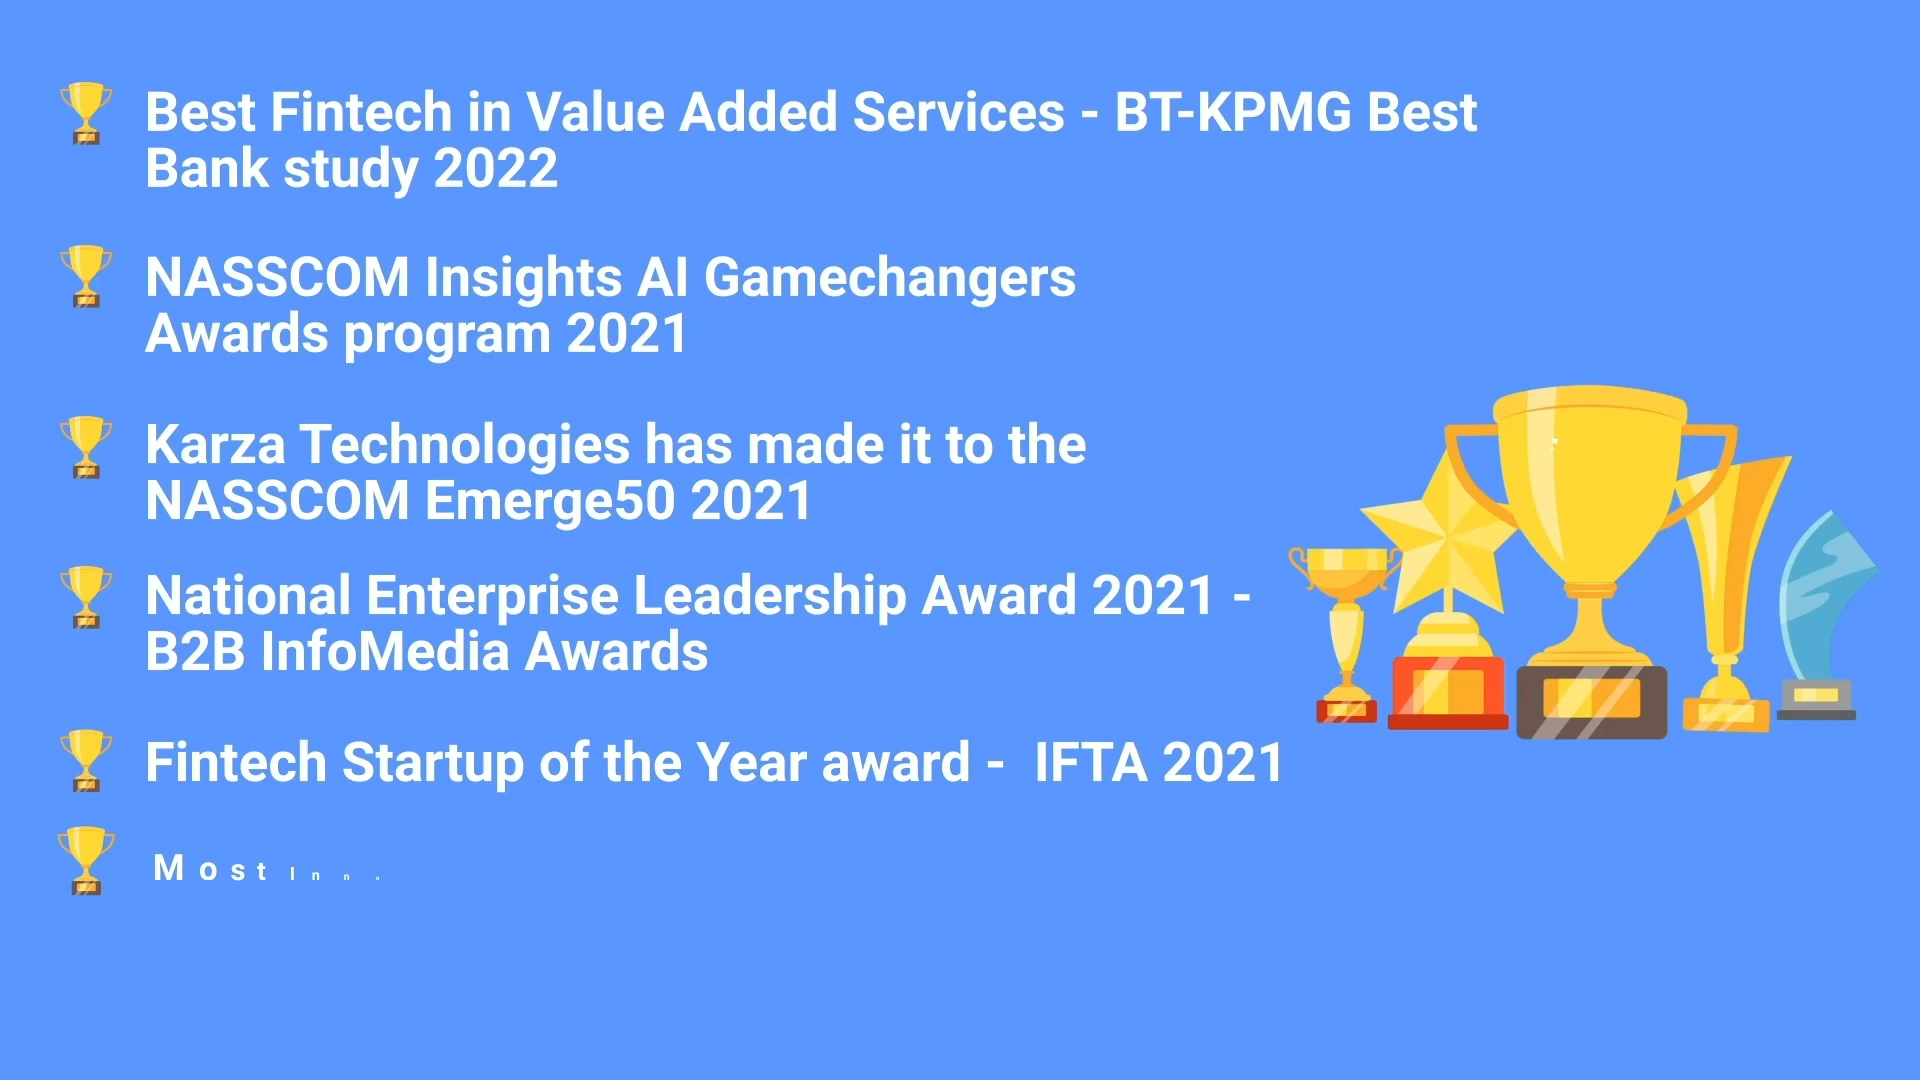 Best Fintech in Value Added Services - BT-KPMG Best
Bank study 2022
NASSCOM Insights AI Gamechangers
Awards program 2021
Karza Technologies has made it to the
NASSCOM Emerge50 2021
National Enterprise Leadership Award 2021 -
B2B InfoMedia Awards
Fintech Startup of the Year award - IFTA 2021
Most Inno